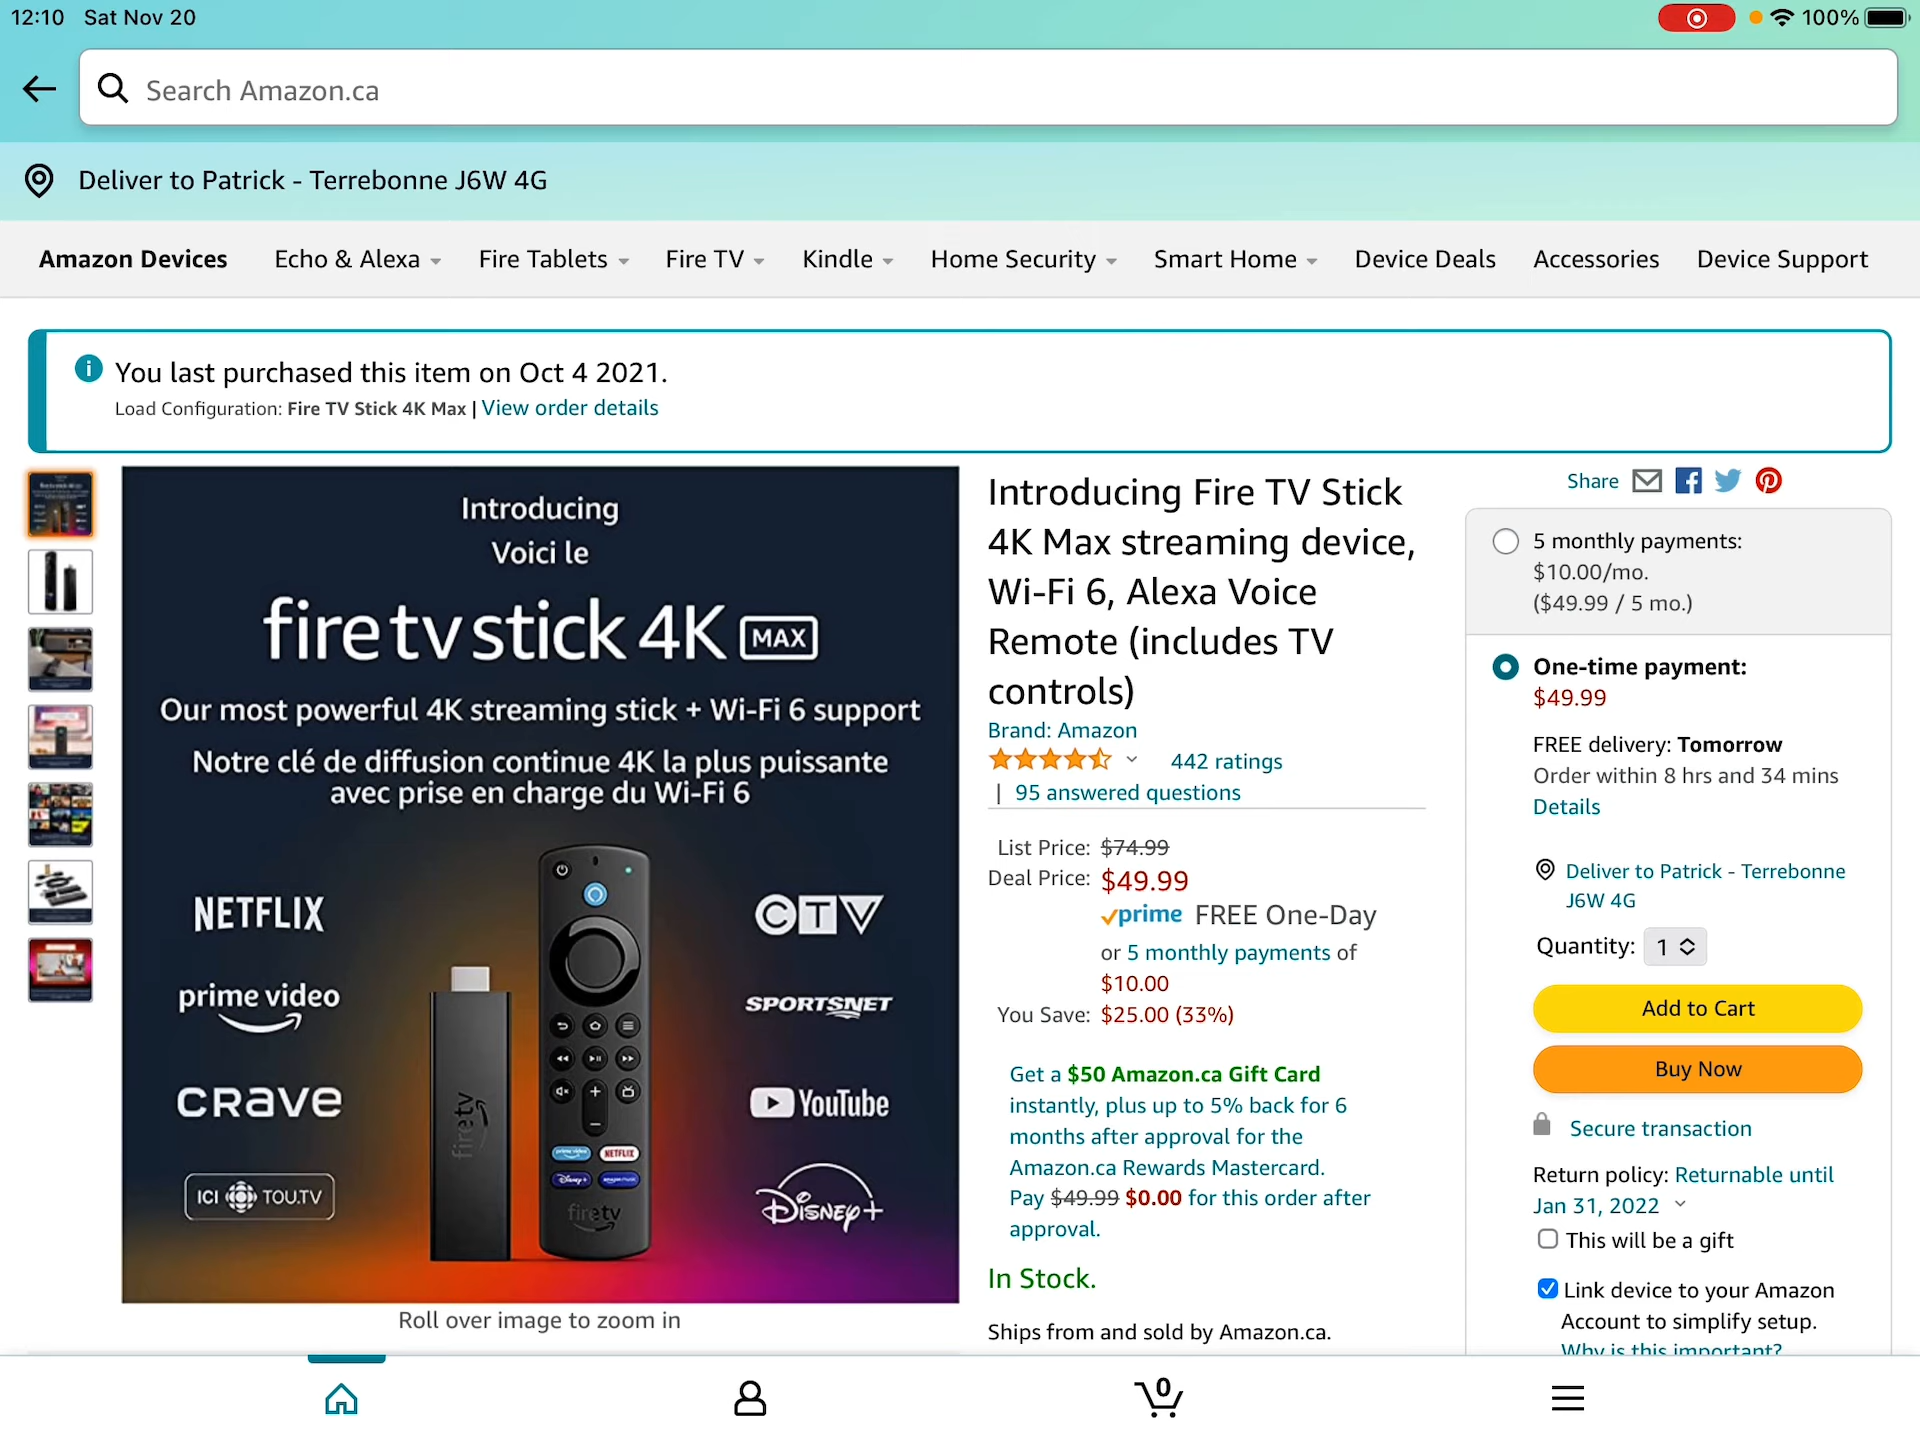 12:10 Sat Nov 20
100%
Search Amazon.ca
Deliver to Patrick - Terrebonne J6W 4G
Amazon Devices Echo & Alexa Fire Tablets Fire TV Kindle Home Security Smart Home Device Deals Accessories Device Support
You last purchased this item on Oct 4 2021.
Load Configuration: Fire TV Stick 4K Max | View order details
Introducing
Voici le
fire tv stick 4K MAX
Our most powerful 4K streaming stick + Wi-Fi 6 support
Notre clé de diffusion continue 4K la plus puissante
avec prise en charge du Wi-Fi 6
NETFLIX
prime video
CRAVE
ICI TOU.TV
CTV
SPORTSNET
YouTube
Disney+
fire tv
prime video NETFLIX
Disney+ amazon music
fire tv
Roll over image to zoom in
Introducing Fire TV Stick
4K Max streaming device,
Wi-Fi 6, Alexa Voice
Remote (includes TV
controls)
Brand: Amazon
442 ratings
| 95 answered questions
List Price: $74.99
Deal Price: $49.99
prime FREE One-Day
or 5 monthly payments of
$10.00
You Save: $25.00 (33%)
Get a $50 Amazon.ca Gift Card
instantly, plus up to 5% back for 6
months after approval for the
Amazon.ca Rewards Mastercard.
Pay $49.99 $0.00 for this order after
approval.
In Stock.
Ships from and sold by Amazon.ca.
Share
5 monthly payments:
$10.00/mo.
($49.99 / 5 mo.)
One-time payment:
$49.99
FREE delivery: Tomorrow
Order within 8 hrs and 34 mins
Details
Deliver to Patrick - Terrebonne
J6W 4G
Quantity: 1
Add to Cart
Buy Now
Secure transaction
Return policy: Returnable until
Jan 31, 2022
This will be a gift
Link device to your Amazon
Account to simplify setup.
Why is this important?
0